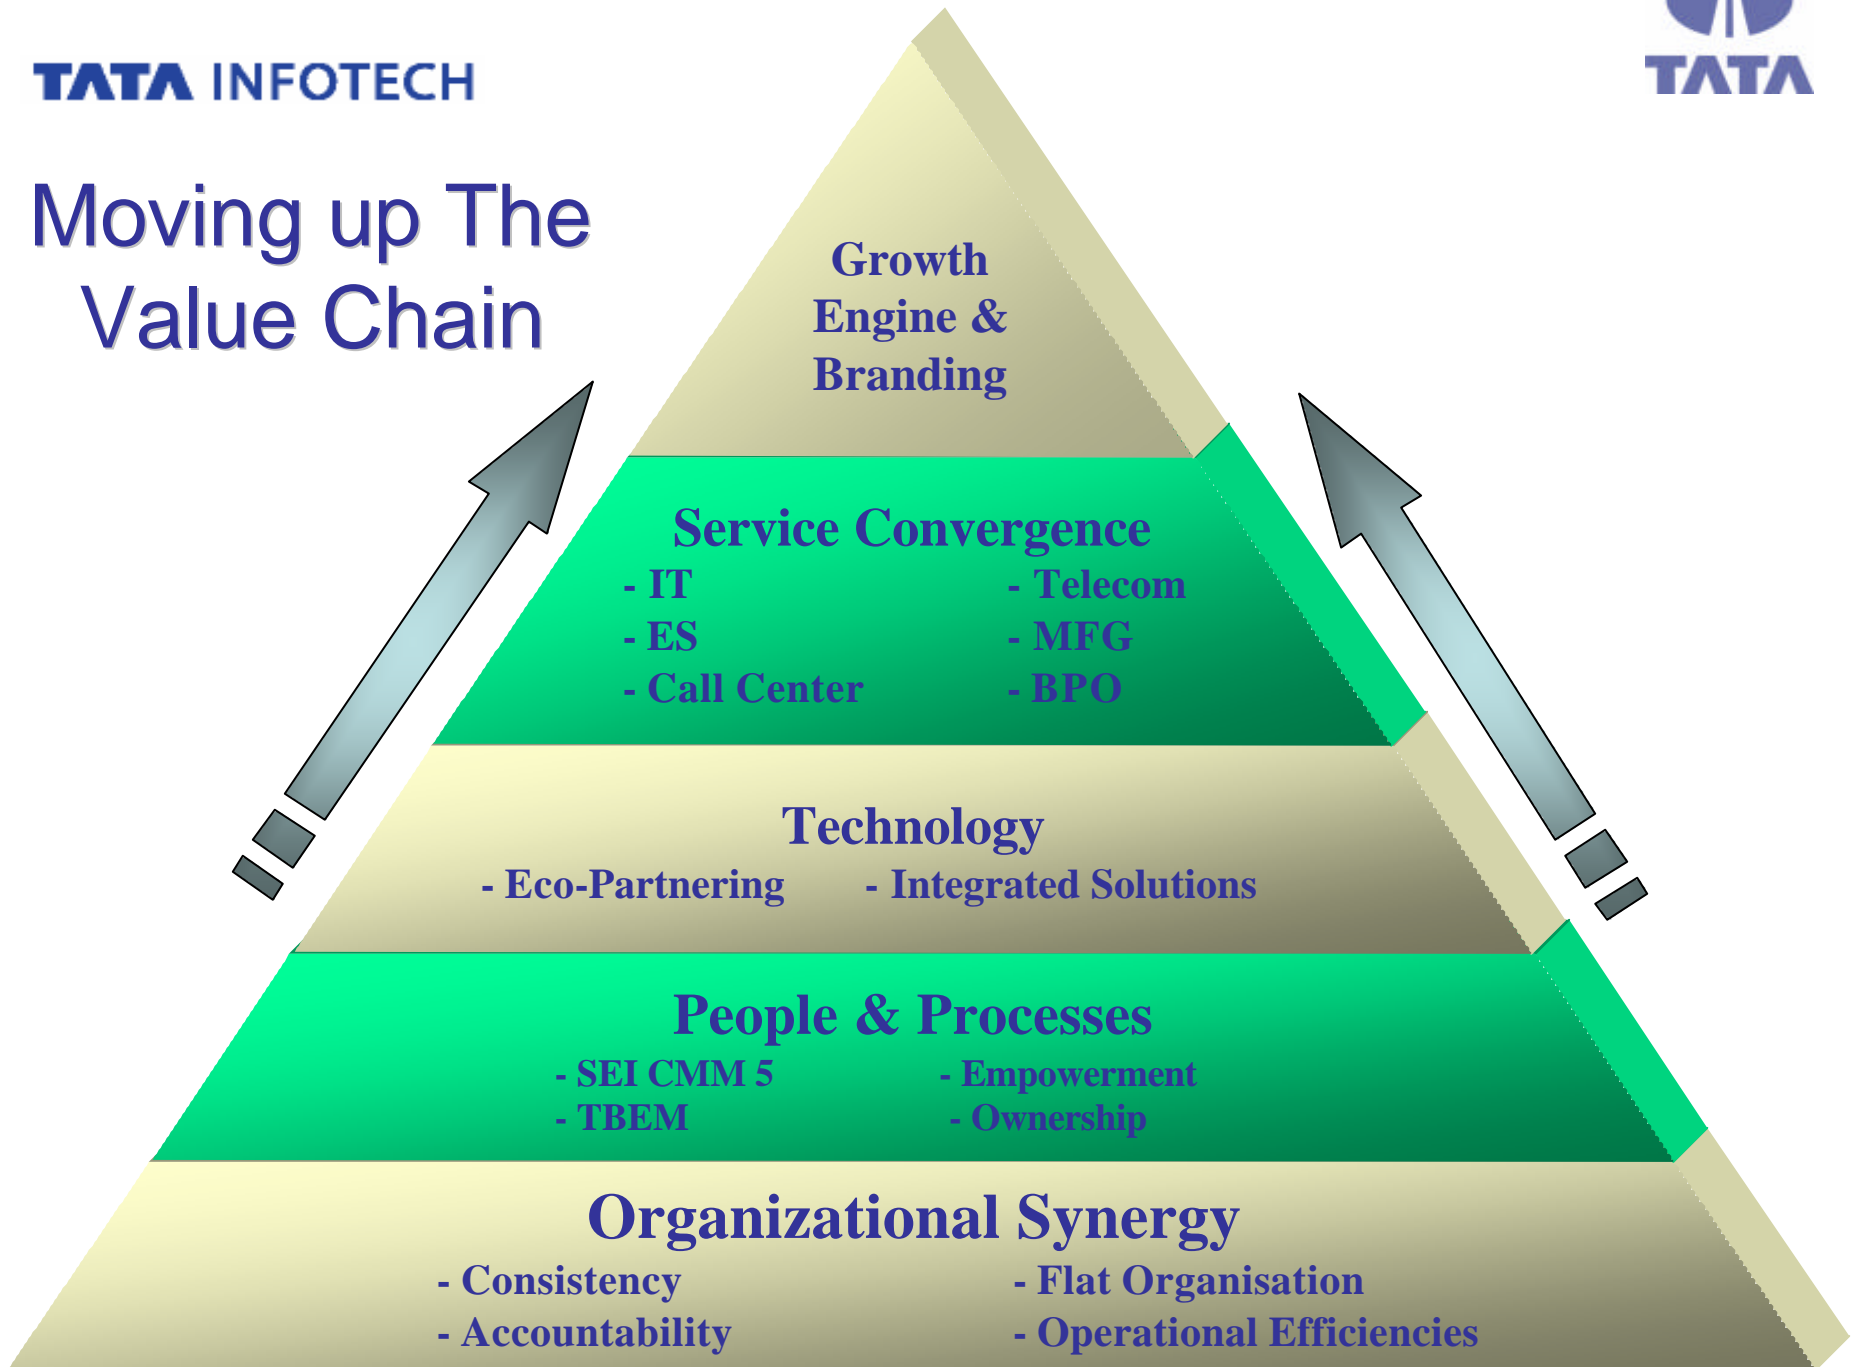 TATA INFOTECH
TATA
Moving up The
Value Chain
Growth
Engine &
Branding
Service Convergence
- IT - Telecom
- ES - MFG
- Call Center - BPO
Technology
- Eco-Partnering - Integrated Solutions
People & Processes
- SEI CMM 5 - Empowerment
- TBEM - Ownership
Organizational Synergy
- Consistency - Flat Organisation
- Accountability - Operational Efficiencies